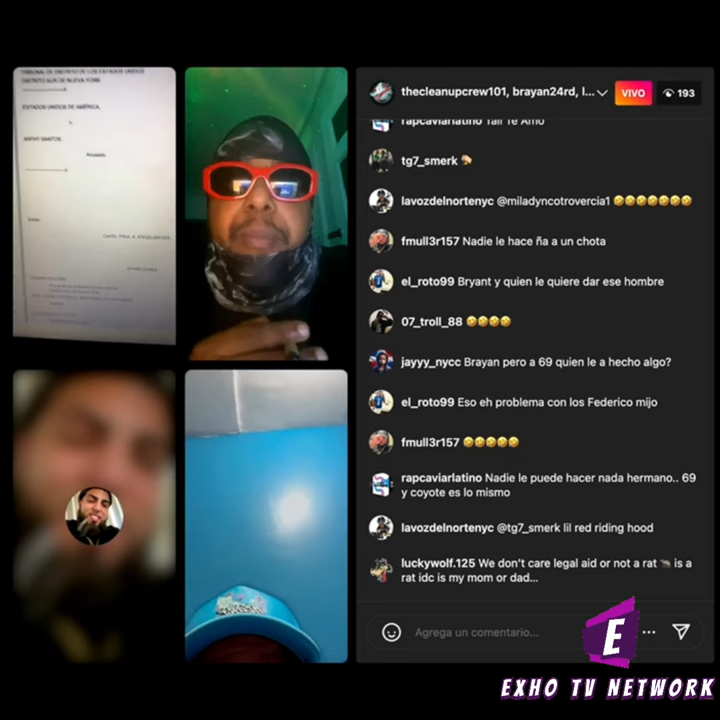 TRIBUNAL DE DISTRITO DE LOS ESTADOS UNIDOS
DISTRITO SUR DE NUEVA YORK
ESTADOS UNIDOS DE AMÉRICA,
v.
SANTOS,
thecleanupcrew101, brayan24rd, l...
VIVO
193
rapcaviarlatino Tali Te Amo
tg7_smerk
lavozdelnortenyc @miladyncotrovercia1 🤣🤣🤣🤣🤣🤣🤣
fmull3r157 Nadie le hace ña a un chota
el_roto99 Bryant y quien le quiere dar ese hombre
07_troll_88 🤣🤣🤣🤣
jayyy_nycc Brayan pero a 69 quien le a hecho algo?
el_roto99 Eso eh problema con los Federico mijo
fmull3r157 🤣🤣🤣🤣🤣
rapcaviarlatino Nadie le puede hacer nada hermano.. 69
y coyote es lo mismo
lavozdelnortenyc @tg7_smerk lil red riding hood
luckywolf.125 We don't care legal aid or not a rat 🐀 is a
rat idc is my mom or dad...
Agrega un comentario...
E
EXHO TV NETWORK